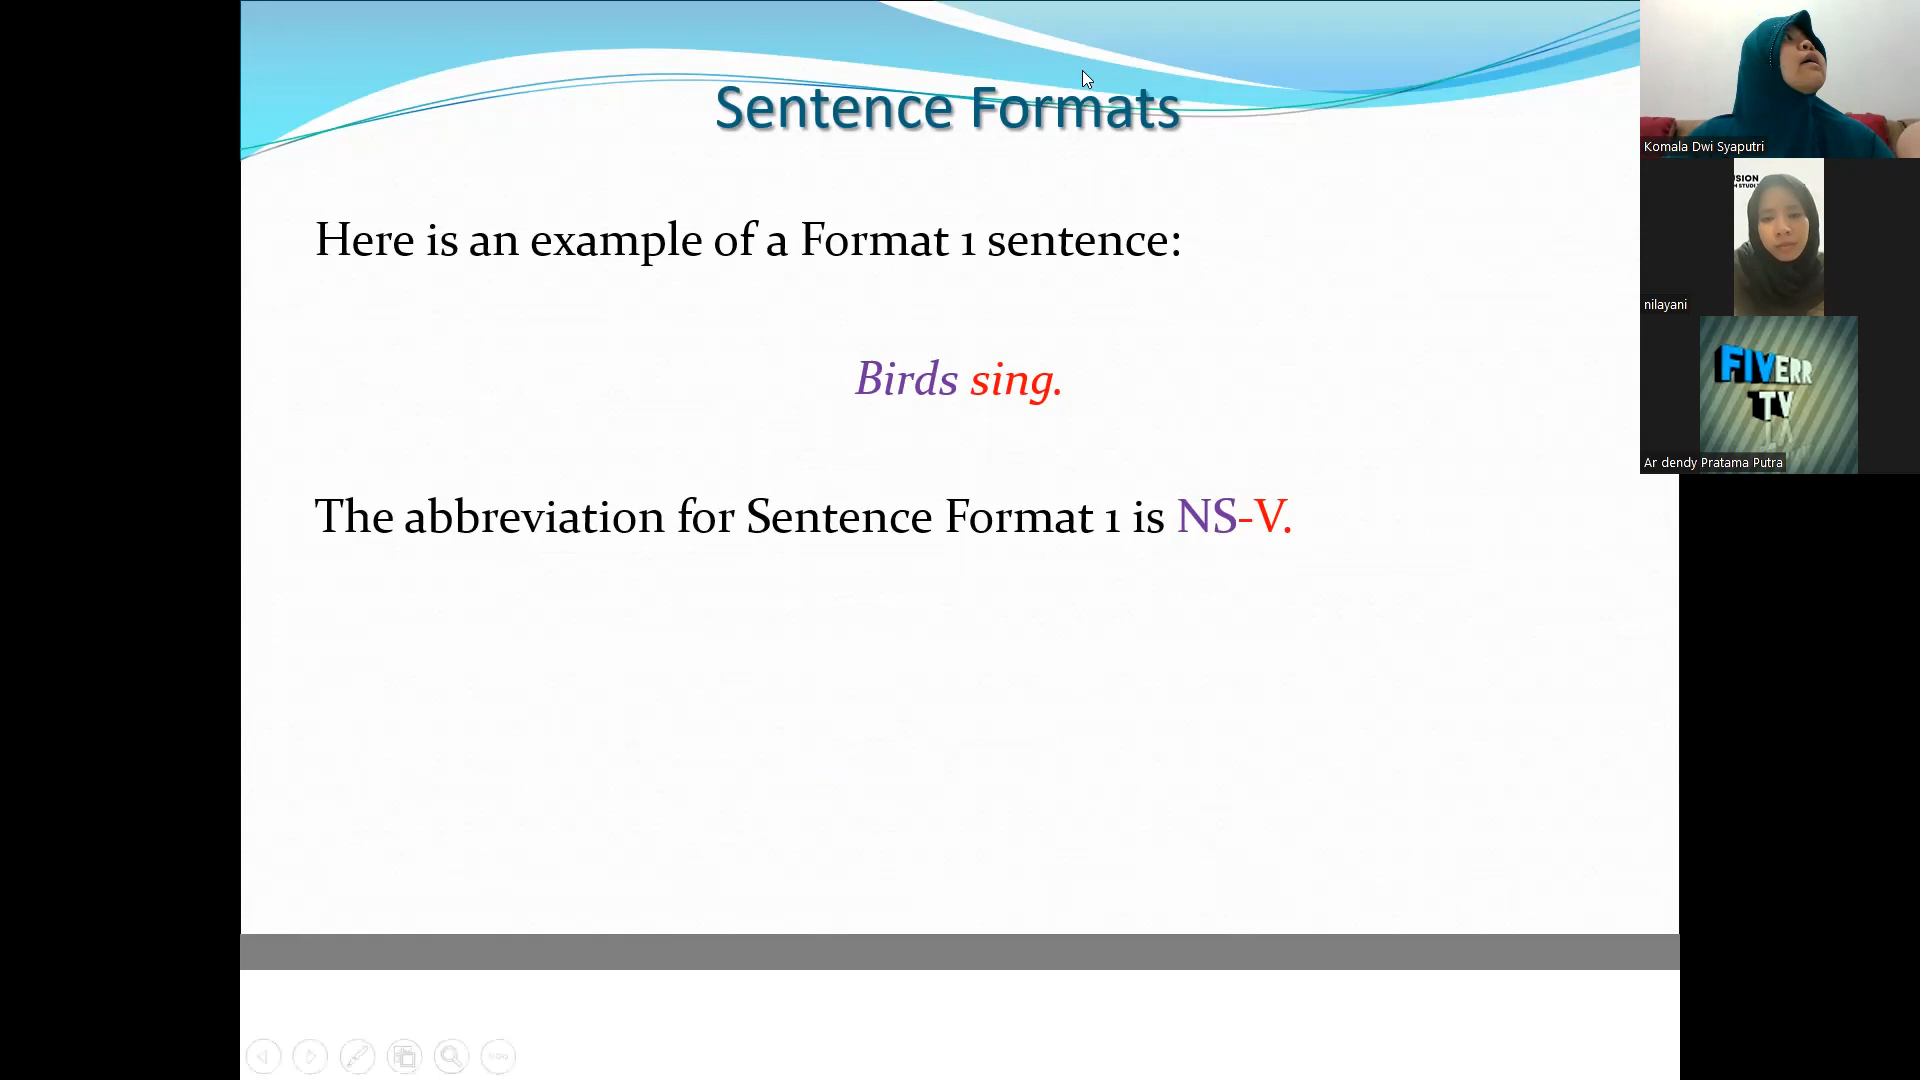 Sentence Formats
Here is an example of a Format 1 sentence:
Birds sing.
The abbreviation for Sentence Format 1 is NS-V.
Komala Dwi Syaputri
nilayani
FIVERR
TV
Ar dendy Pratama Putra